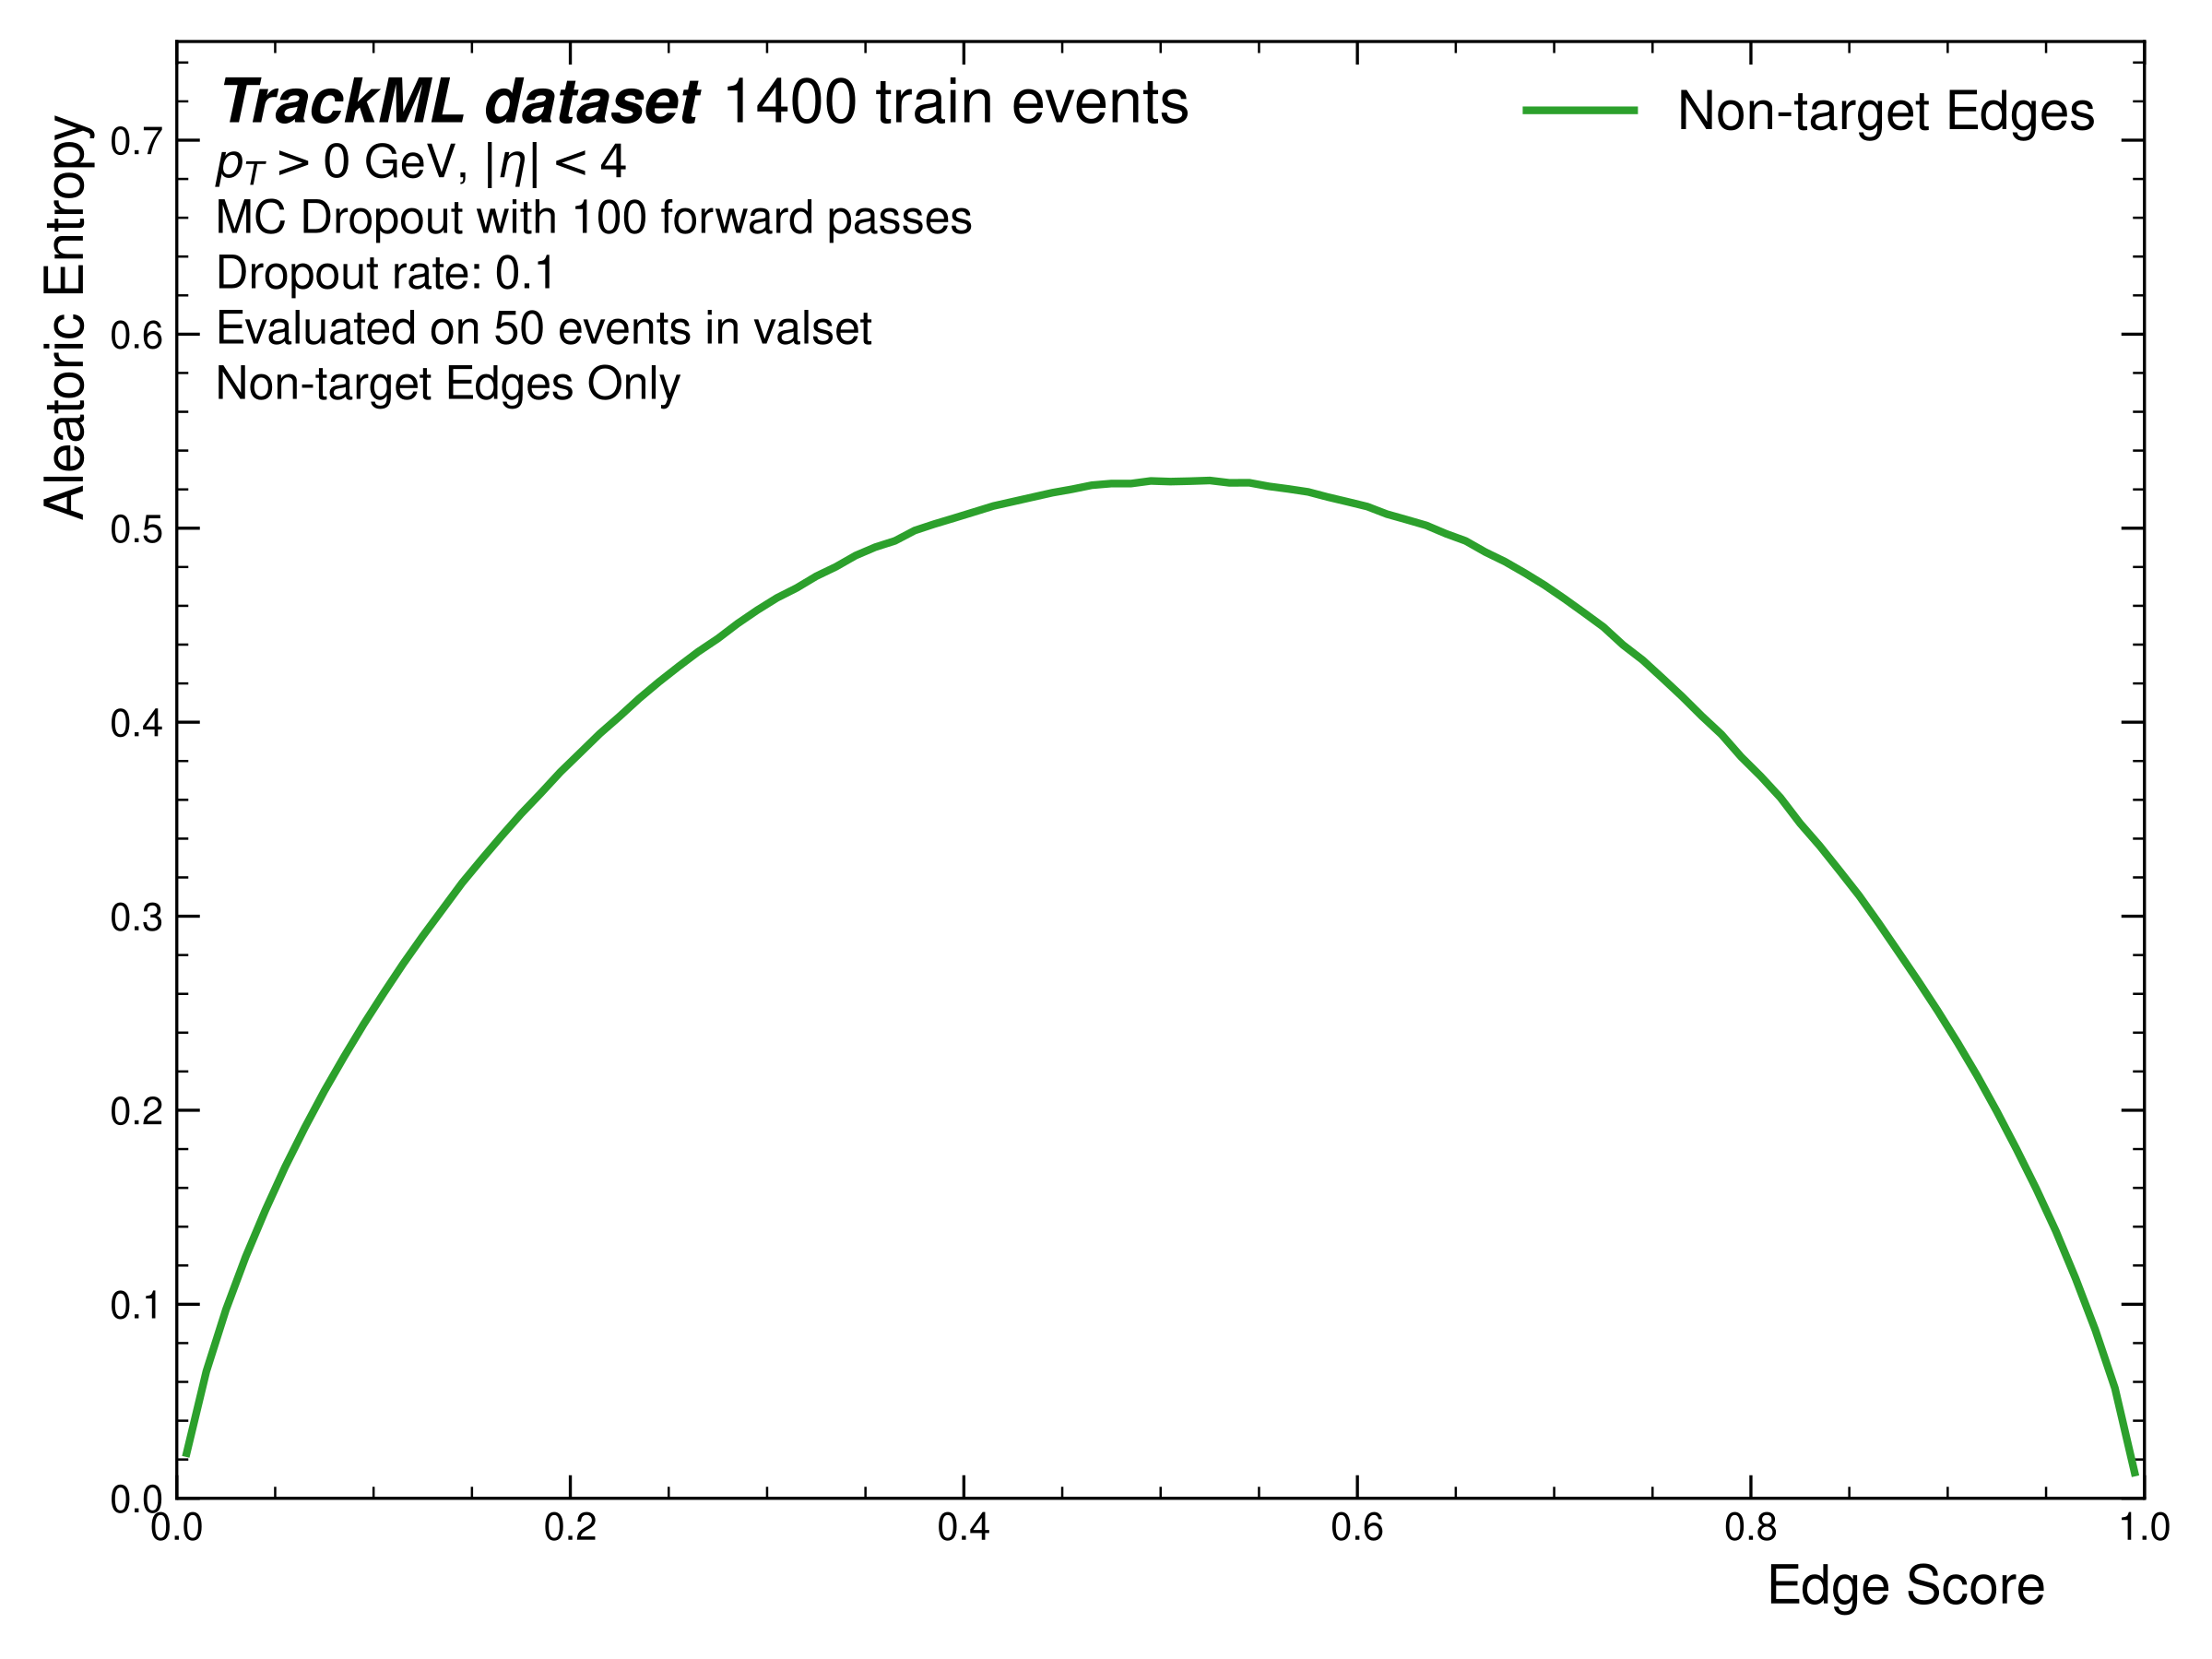 TrackML dataset 1400 train events
Non-target Edges
p_T > 0 GeV, |η| < 4
MC Dropout with 100 forward passes
Dropout rate: 0.1
Evaluated on 50 events in valset
Non-target Edges Only
Aleatoric Entropy
0.7
0.6
0.5
0.4
0.3
0.2
0.1
0.0
0.0 0.2 0.4 0.6 0.8 1.0
Edge Score